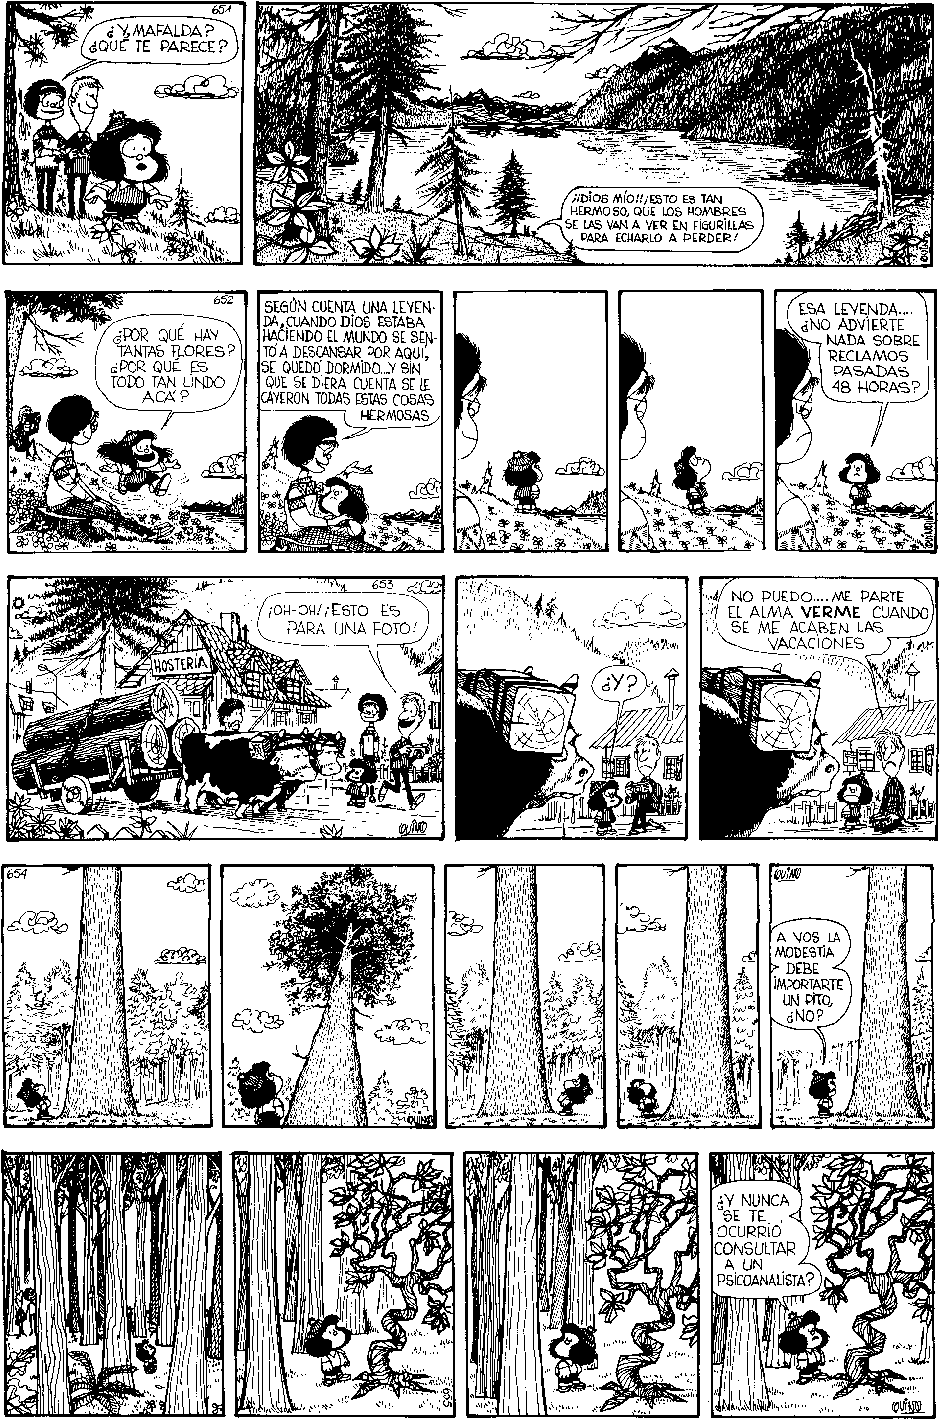 651
¿Y, MAFALDA?
¿QUÉ TE PARECE?
¡¡DIOS MÍO!!¡ESTO ES TAN
HERMOSO, QUE LOS HOMBRES
SE LAS VAN A VER EN FIGURILLAS
PARA ECHARLO A PERDER!
652
¿POR QUÉ HAY
TANTAS FLORES?
¿POR QUÉ ES
TODO TAN LINDO
ACÁ?
SEGÚN CUENTA UNA LEYEN-
DA, CUANDO DIOS ESTABA
HACIENDO EL MUNDO SE SEN-
TÓ A DESCANSAR POR AQUÍ,
SE QUEDÓ DORMIDO...Y SIN
QUE SE DIERA CUENTA SE LE
CAYERON TODAS ESTAS COSAS
HERMOSAS
ESA LEYENDA....
¿NO ADVIERTE
NADA SOBRE
RECLAMOS
PASADAS
48 HORAS?
QUINO
653
HOSTERÍA
¡OH-OH!¡ESTO ES
PARA UNA FOTO!
QUINO
¿Y?
NO PUEDO....ME PARTE
EL ALMA VERME CUANDO
SE ME ACABEN LAS
VACACIONES
654
QUINO
QUINO
A VOS LA
MODESTIA
DEBE
IMPORTARTE
UN PITO,
¿NO?
¿Y NUNCA
SE TE
OCURRIÓ
CONSULTAR
A UN
PSICOANALISTA?
QUINO